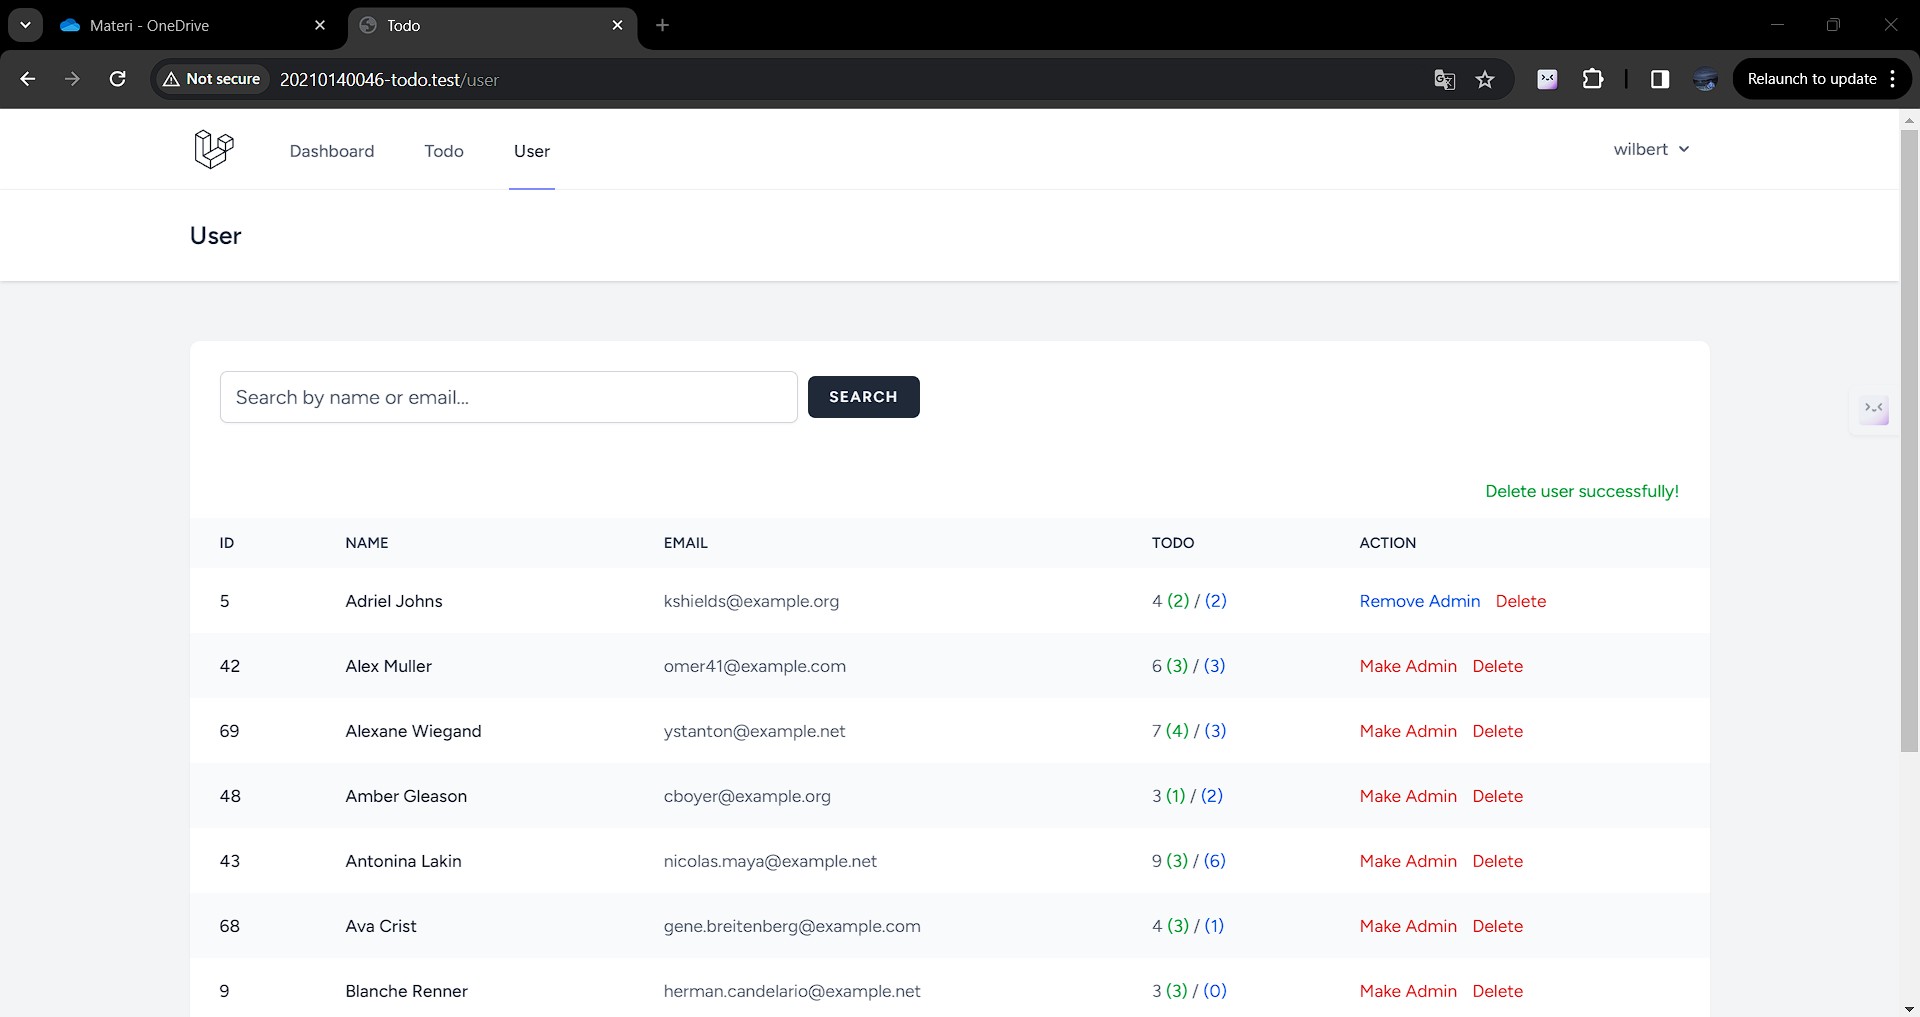 Materi - OneDrive
Todo
Not secure
20210140046-todo.test/user
Relaunch to update
Dashboard
Todo
User
wilbert
User
Search by name or email...
SEARCH
Delete user successfully!
ID NAME EMAIL TODO ACTION
5 Adriel Johns kshields@example.org 4 (2) / (2) Remove Admin Delete
42 Alex Muller omer41@example.com 6 (3) / (3) Make Admin Delete
69 Alexane Wiegand ystanton@example.net 7 (4) / (3) Make Admin Delete
48 Amber Gleason cboyer@example.org 3 (1) / (2) Make Admin Delete
43 Antonina Lakin nicolas.maya@example.net 9 (3) / (6) Make Admin Delete
68 Ava Crist gene.breitenberg@example.com 4 (3) / (1) Make Admin Delete
9 Blanche Renner herman.candelario@example.net 3 (3) / (0) Make Admin Delete